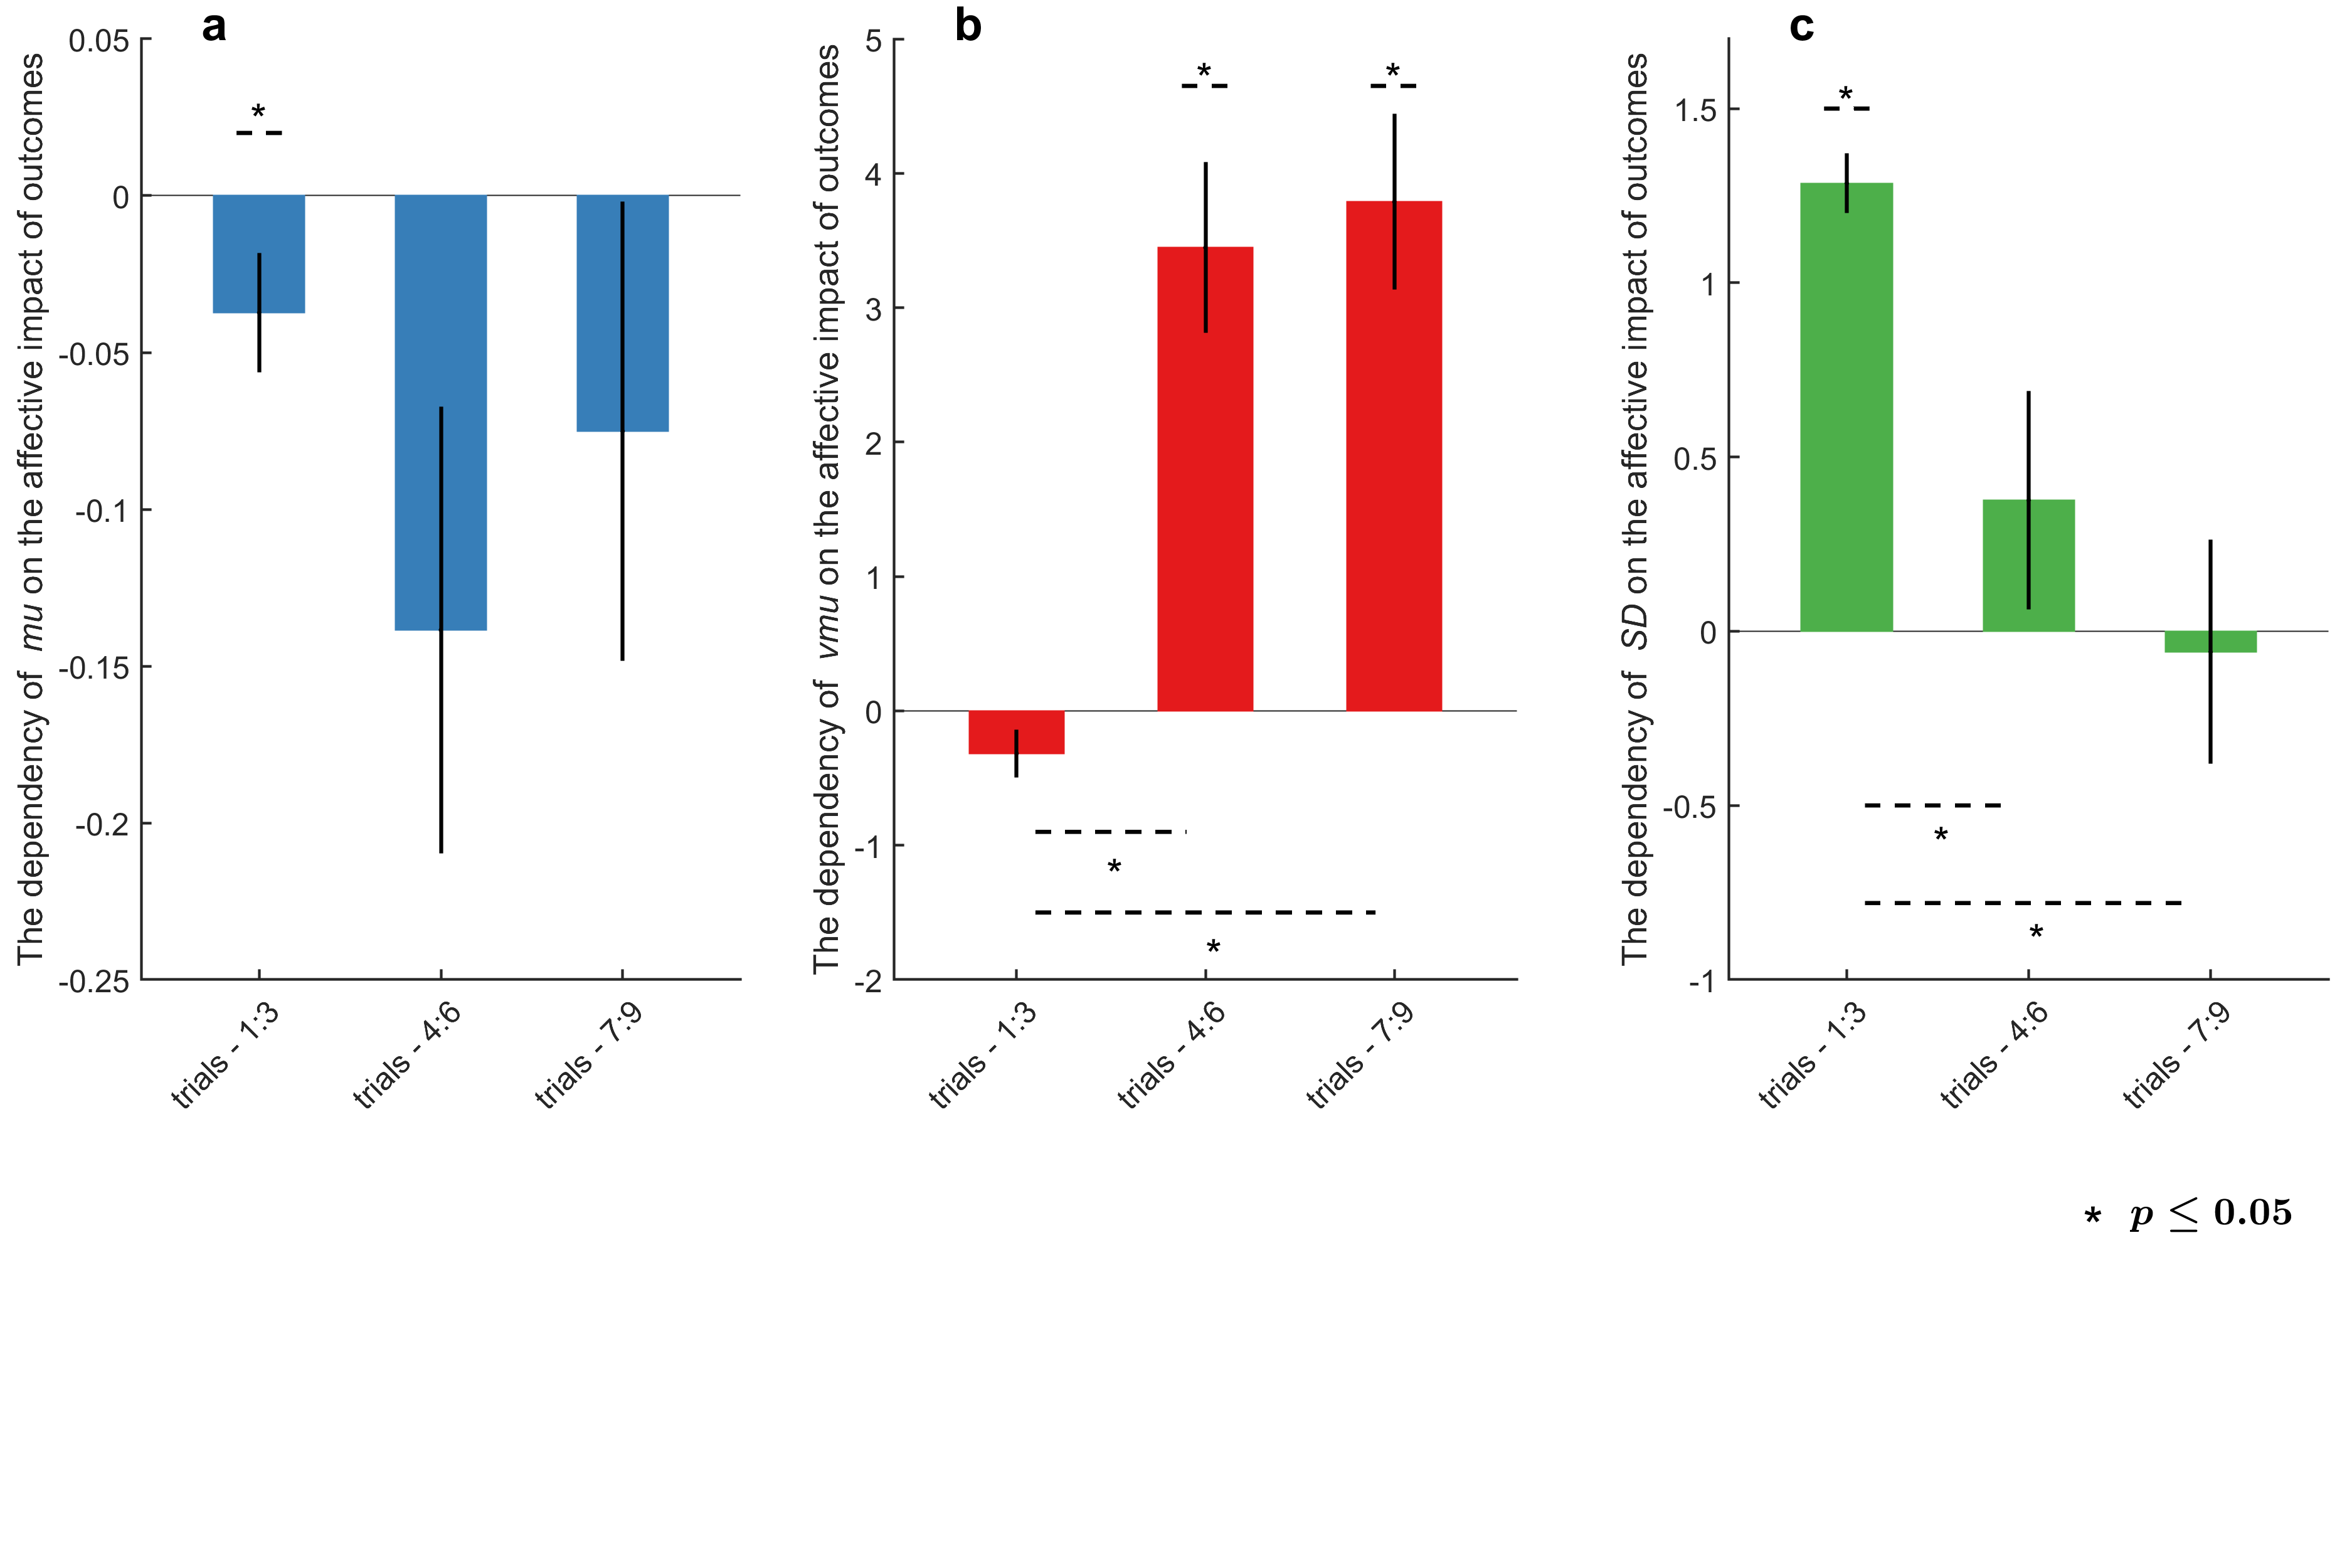 a
The dependency of mu on the affective impact of outcomes
0.05
*
0
-0.05
-0.1
-0.15
-0.2
-0.25
trials - 1:3
trials - 4:6
trials - 7:9
b
The dependency of vmu on the affective impact of outcomes
5
*
*
4
3
2
1
0
-1
*
*
-2
trials - 1:3
trials - 4:6
trials - 7:9
c
The dependency of SD on the affective impact of outcomes
*
1.5
1
0.5
0
-0.5
*
*
-1
trials - 1:3
trials - 4:6
trials - 7:9
* p ≤ 0.05